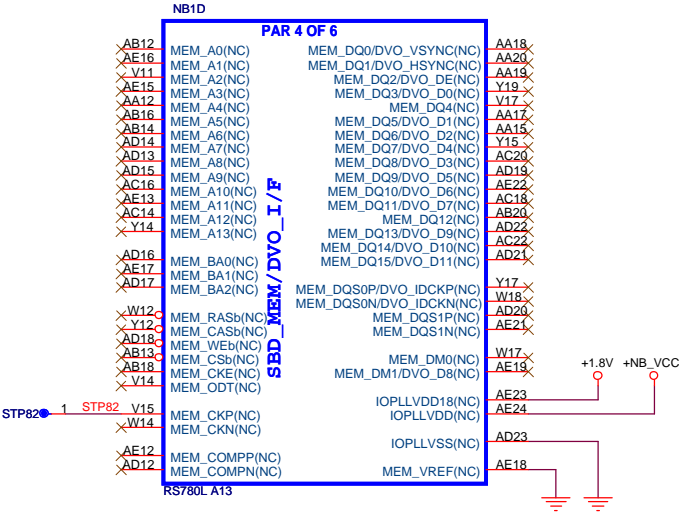 NB1D
PAR 4 OF 6
AB12 MEM_A0(NC) MEM_DQ0/DVO_VSYNC(NC) AA18
AE16 MEM_A1(NC) MEM_DQ1/DVO_HSYNC(NC) AA20
V11 MEM_A2(NC) MEM_DQ2/DVO_DE(NC) AA19
AE15 MEM_A3(NC) MEM_DQ3/DVO_D0(NC) Y19
AA12 MEM_A4(NC) MEM_DQ4(NC) V17
AB16 MEM_A5(NC) MEM_DQ5/DVO_D1(NC) AA17
AB14 MEM_A6(NC) MEM_DQ6/DVO_D2(NC) AA15
AD14 MEM_A7(NC) MEM_DQ7/DVO_D4(NC) Y15
AD13 MEM_A8(NC) MEM_DQ8/DVO_D3(NC) AC20
AD15 MEM_A9(NC) MEM_DQ9/DVO_D5(NC) AD19
AC16 MEM_A10(NC) MEM_DQ10/DVO_D6(NC) AE22
AE13 MEM_A11(NC) MEM_DQ11/DVO_D7(NC) AC18
AC14 MEM_A12(NC) MEM_DQ12(NC) AB20
Y14 MEM_A13(NC) MEM_DQ13/DVO_D9(NC) AD22
MEM_DQ14/DVO_D10(NC) AC22
AD16 MEM_BA0(NC) MEM_DQ15/DVO_D11(NC) AD21
AE17 MEM_BA1(NC)
AD17 MEM_BA2(NC) MEM_DQS0P/DVO_IDCKP(NC) Y17
MEM_DQS0N/DVO_IDCKN(NC) W18
W12 MEM_RASb(NC) MEM_DQS1P(NC) AD20
Y12 MEM_CASb(NC) MEM_DQS1N(NC) AE21
AD18 MEM_WEb(NC)
AB13 MEM_CSb(NC) MEM_DM0(NC) W17
AB18 MEM_CKE(NC) MEM_DM1/DVO_D8(NC) AE19
V14 MEM_ODT(NC)
SBD_MEM/DVO_I/F
+1.8V +NB_VCC
IOPLLVDD18(NC) AE23
STP82 1 STP82 V15 MEM_CKP(NC) IOPLLVDD(NC) AE24
W14 MEM_CKN(NC)
IOPLLVSS(NC) AD23
AE12 MEM_COMPP(NC)
AD12 MEM_COMPN(NC) MEM_VREF(NC) AE18
RS780L A13